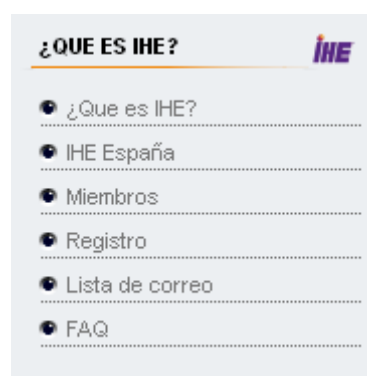 ¿QUE ES IHE?
iHE
¿Que es IHE?
IHE España
Miembros
Registro
Lista de correo
FAQ